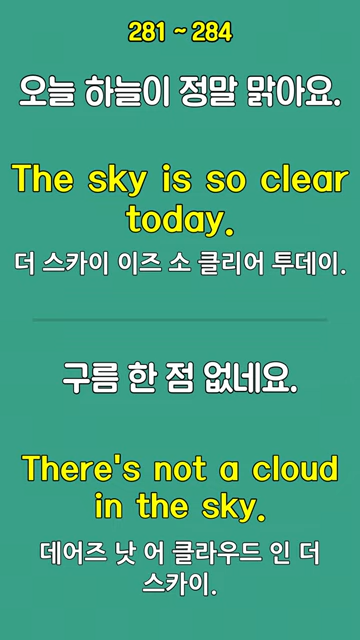 281 ~ 284
오늘 하늘이 정말 맑아요.
The sky is so clear
today.
더 스카이 이즈 소 클리어 투데이.
구름 한 점 없네요.
There's not a cloud
in the sky.
데어즈 낫 어 클라우드 인 더
스카이.